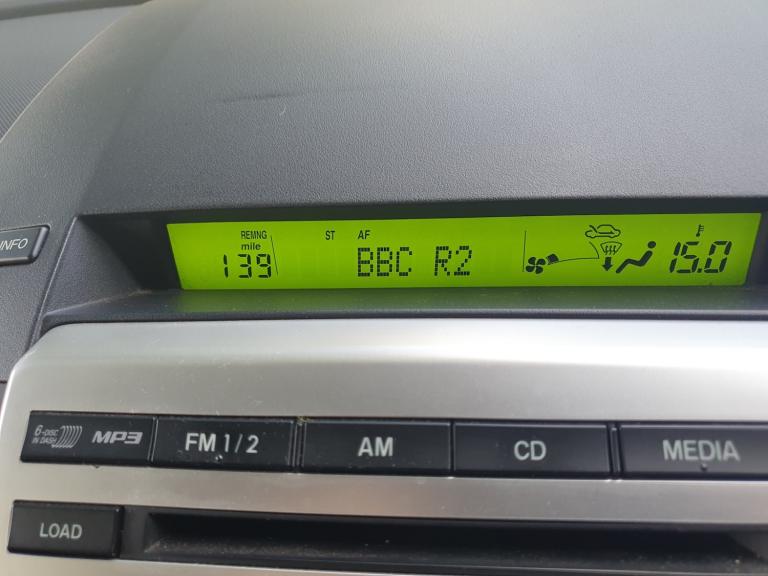 INFO
REMNG
mile
139
ST AF
BBC R2
15.0
6-DISC
IN DASH
MP3
FM 1/2
AM
CD
MEDIA
LOAD